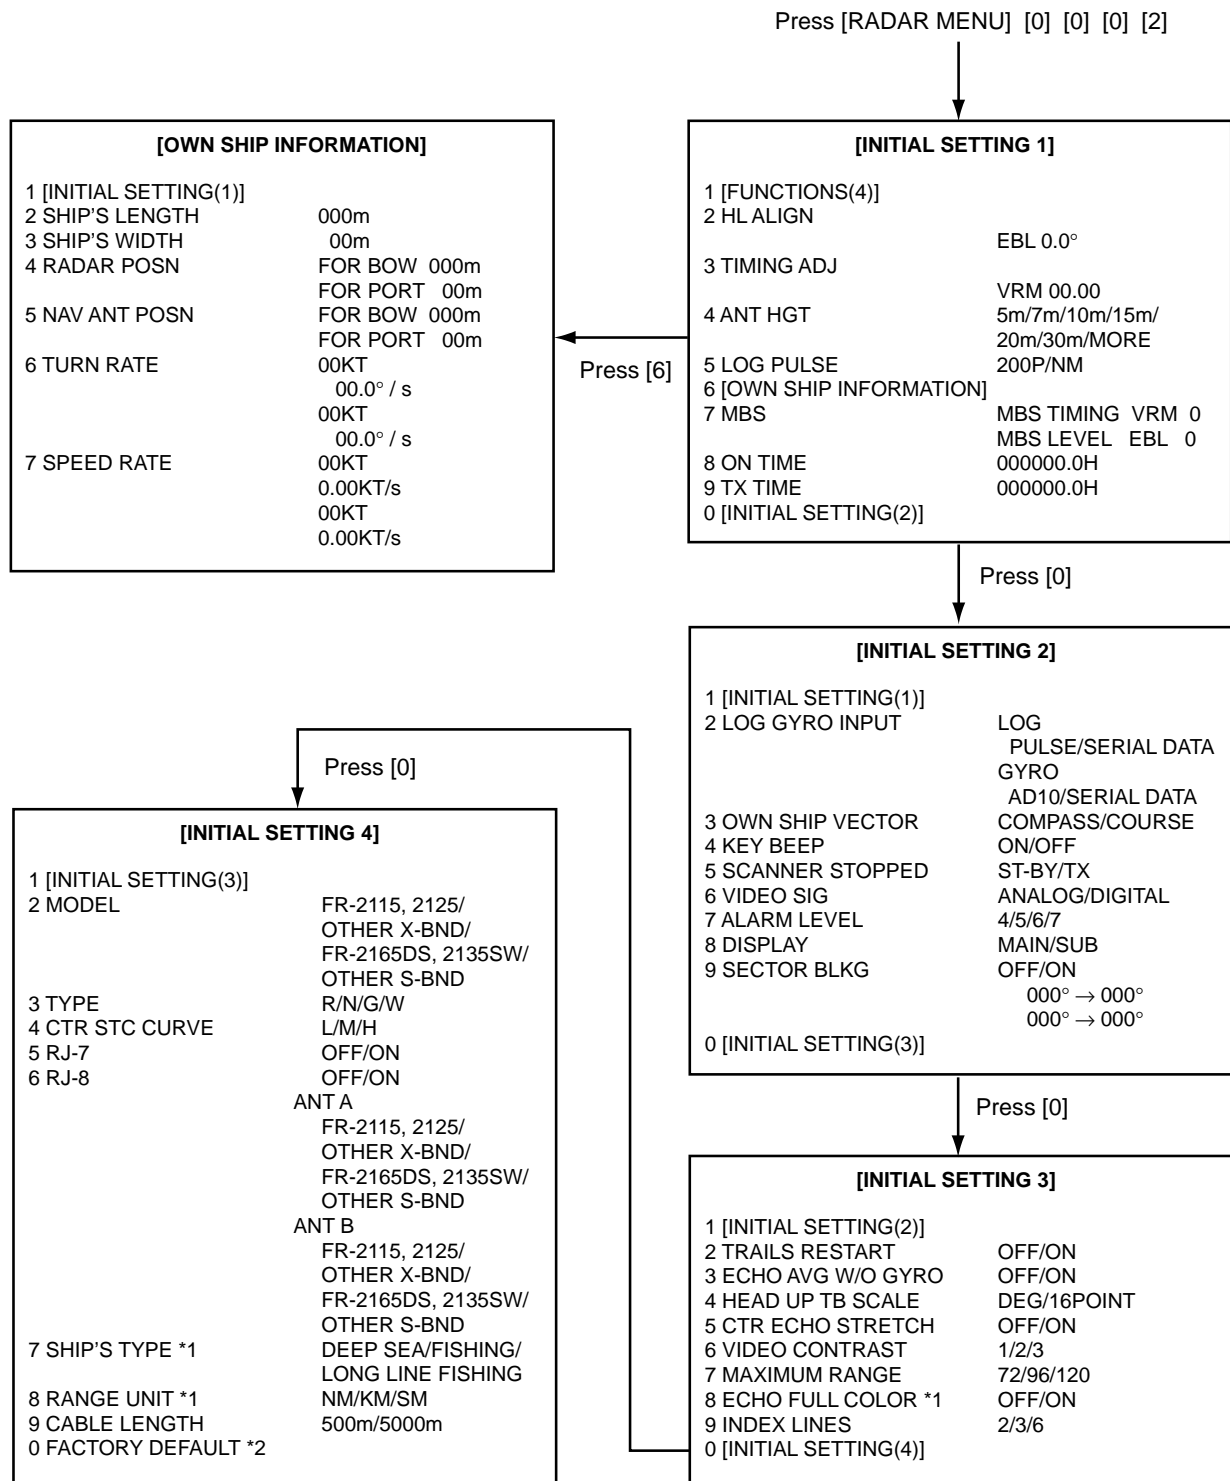 Press [RADAR MENU] [0] [0] [0] [2]
[OWN SHIP INFORMATION]
1 [INITIAL SETTING(1)]
2 SHIP'S LENGTH 000m
3 SHIP'S WIDTH 00m
4 RADAR POSN FOR BOW 000m
FOR PORT 00m
5 NAV ANT POSN FOR BOW 000m
FOR PORT 00m
6 TURN RATE 00KT
00.0° / s
00KT
00.0° / s
7 SPEED RATE 00KT
0.00KT/s
00KT
0.00KT/s
Press [6]
[INITIAL SETTING 1]
1 [FUNCTIONS(4)]
2 HL ALIGN
EBL 0.0°
3 TIMING ADJ
VRM 00.00
4 ANT HGT 5m/7m/10m/15m/
20m/30m/MORE
5 LOG PULSE 200P/NM
6 [OWN SHIP INFORMATION]
7 MBS MBS TIMING VRM 0
MBS LEVEL EBL 0
8 ON TIME 000000.0H
9 TX TIME 000000.0H
0 [INITIAL SETTING(2)]
Press [0]
[INITIAL SETTING 2]
1 [INITIAL SETTING(1)]
2 LOG GYRO INPUT LOG
PULSE/SERIAL DATA
GYRO
AD10/SERIAL DATA
3 OWN SHIP VECTOR COMPASS/COURSE
4 KEY BEEP ON/OFF
5 SCANNER STOPPED ST-BY/TX
6 VIDEO SIG ANALOG/DIGITAL
7 ALARM LEVEL 4/5/6/7
8 DISPLAY MAIN/SUB
9 SECTOR BLKG OFF/ON
000° → 000°
000° → 000°
0 [INITIAL SETTING(3)]
Press [0]
[INITIAL SETTING 3]
1 [INITIAL SETTING(2)]
2 TRAILS RESTART OFF/ON
3 ECHO AVG W/O GYRO OFF/ON
4 HEAD UP TB SCALE DEG/16POINT
5 CTR ECHO STRETCH OFF/ON
6 VIDEO CONTRAST 1/2/3
7 MAXIMUM RANGE 72/96/120
8 ECHO FULL COLOR *1 OFF/ON
9 INDEX LINES 2/3/6
0 [INITIAL SETTING(4)]
Press [0]
[INITIAL SETTING 4]
1 [INITIAL SETTING(3)]
2 MODEL FR-2115, 2125/
OTHER X-BND/
FR-2165DS, 2135SW/
OTHER S-BND
3 TYPE R/N/G/W
4 CTR STC CURVE L/M/H
5 RJ-7 OFF/ON
6 RJ-8 OFF/ON
ANT A
FR-2115, 2125/
OTHER X-BND/
FR-2165DS, 2135SW/
OTHER S-BND
ANT B
FR-2115, 2125/
OTHER X-BND/
FR-2165DS, 2135SW/
OTHER S-BND
7 SHIP'S TYPE *1 DEEP SEA/FISHING/
LONG LINE FISHING
8 RANGE UNIT *1 NM/KM/SM
9 CABLE LENGTH 500m/5000m
0 FACTORY DEFAULT *2